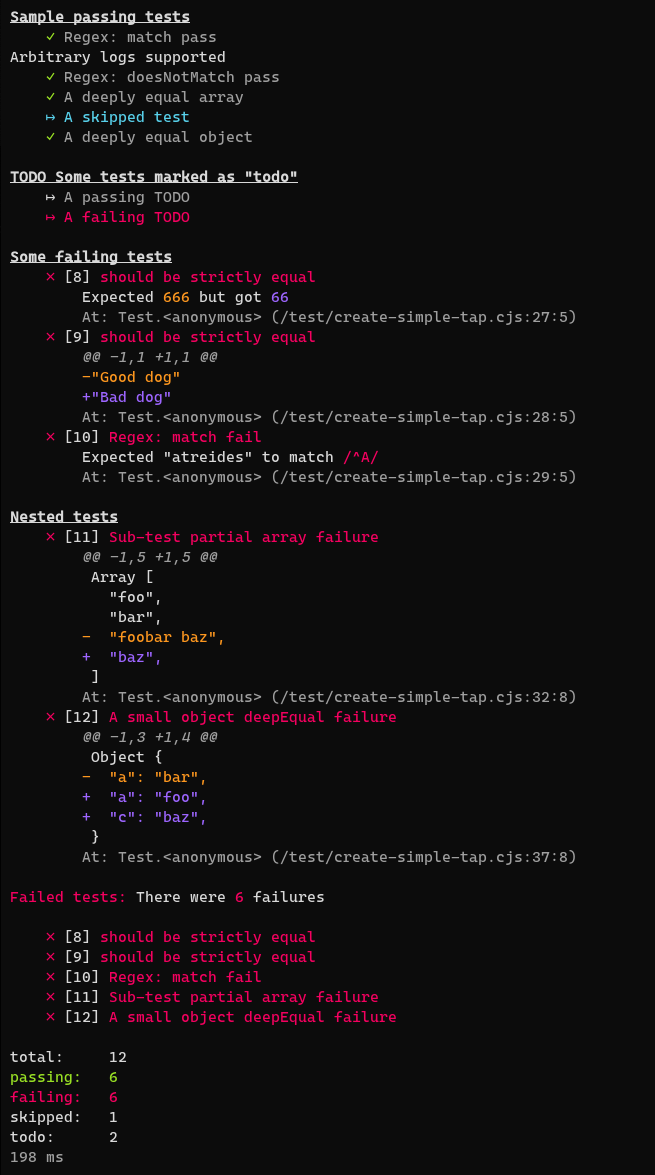 Sample passing tests
✓ Regex: match pass
Arbitrary logs supported
✓ Regex: doesNotMatch pass
✓ A deeply equal array
↦ A skipped test
✓ A deeply equal object
TODO Some tests marked as "todo"
↦ A passing TODO
↦ A failing TODO
Some failing tests
✕ [8] should be strictly equal
Expected 666 but got 66
At: Test.<anonymous> (/test/create-simple-tap.cjs:27:5)
✕ [9] should be strictly equal
@@ -1,1 +1,1 @@
-"Good dog"
+"Bad dog"
At: Test.<anonymous> (/test/create-simple-tap.cjs:28:5)
✕ [10] Regex: match fail
Expected "atreides" to match /^A/
At: Test.<anonymous> (/test/create-simple-tap.cjs:29:5)
Nested tests
✕ [11] Sub-test partial array failure
@@ -1,5 +1,5 @@
Array [
"foo",
"bar",
- "foobar baz",
+ "baz",
]
At: Test.<anonymous> (/test/create-simple-tap.cjs:32:8)
✕ [12] A small object deepEqual failure
@@ -1,3 +1,4 @@
Object {
- "a": "bar",
+ "a": "foo",
+ "c": "baz",
}
At: Test.<anonymous> (/test/create-simple-tap.cjs:37:8)
Failed tests: There were 6 failures
✕ [8] should be strictly equal
✕ [9] should be strictly equal
✕ [10] Regex: match fail
✕ [11] Sub-test partial array failure
✕ [12] A small object deepEqual failure
total: 12
passing: 6
failing: 6
skipped: 1
todo: 2
198 ms